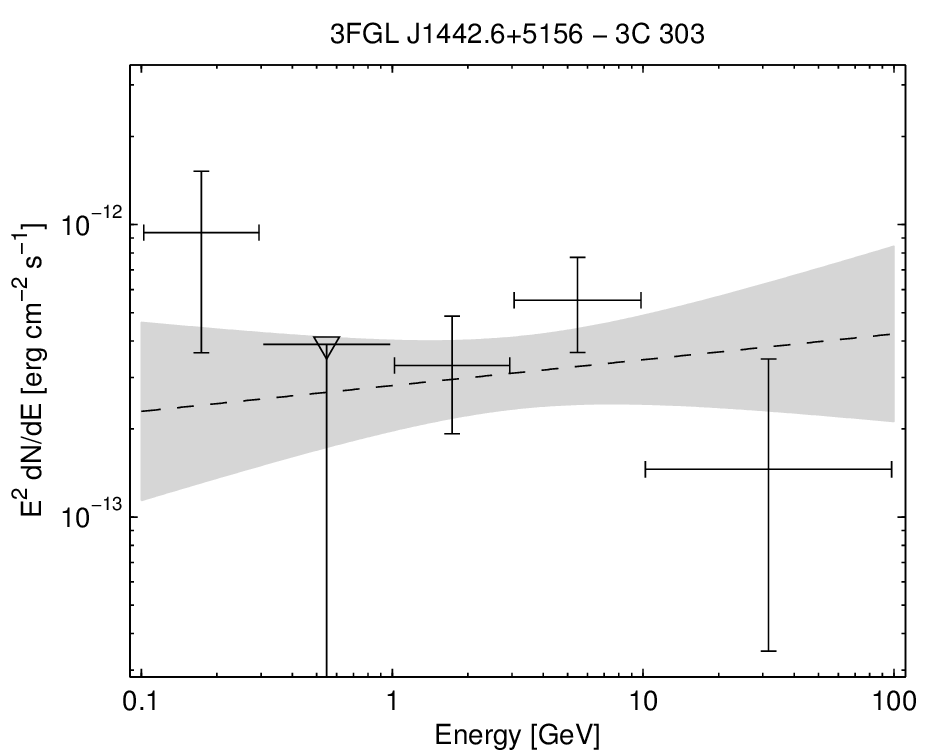 3FGL J1442.6+5156 − 3C 303
E² dN/dE [erg cm⁻² s⁻¹]
10⁻¹²
10⁻¹³
0.1 1 10 100
Energy [GeV]